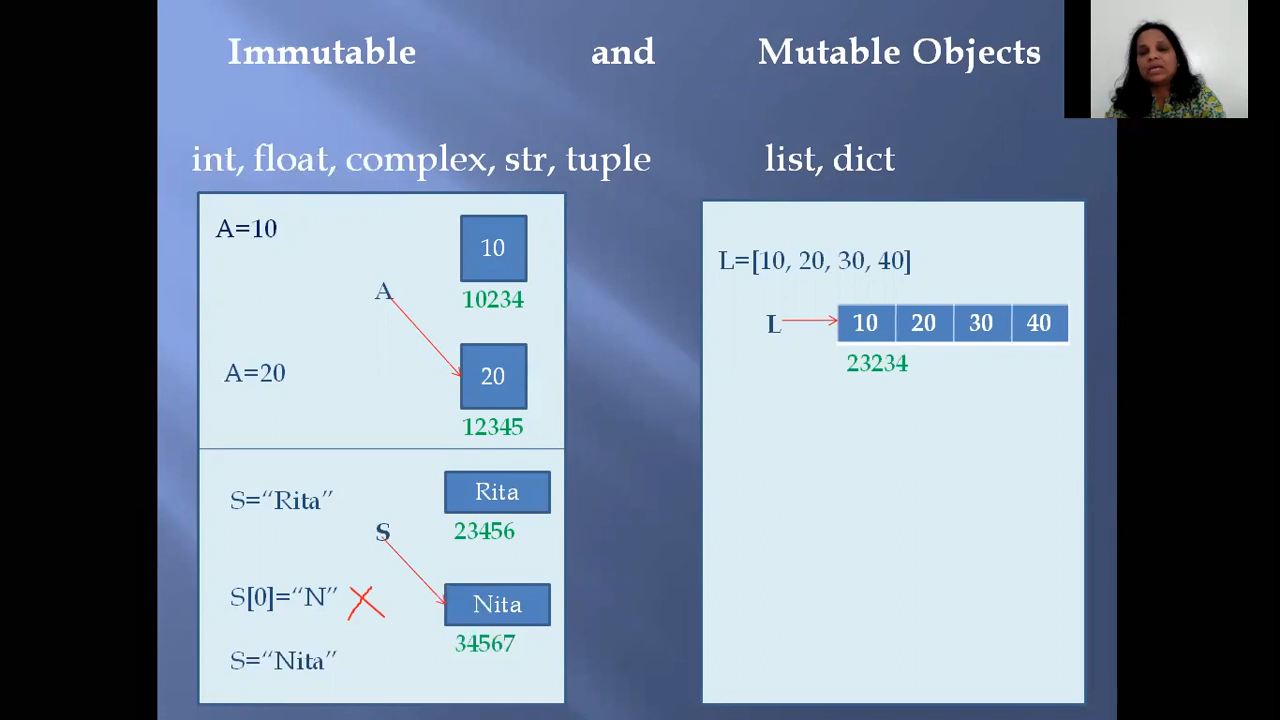 Immutable and Mutable Objects
int, float, complex, str, tuple
list, dict
A=10
10
A
10234
A=20
20
12345
S=“Rita”
Rita
S
23456
S[0]=“N”
Nita
34567
S=“Nita”
L=[10, 20, 30, 40]
L
10 20 30 40
23234